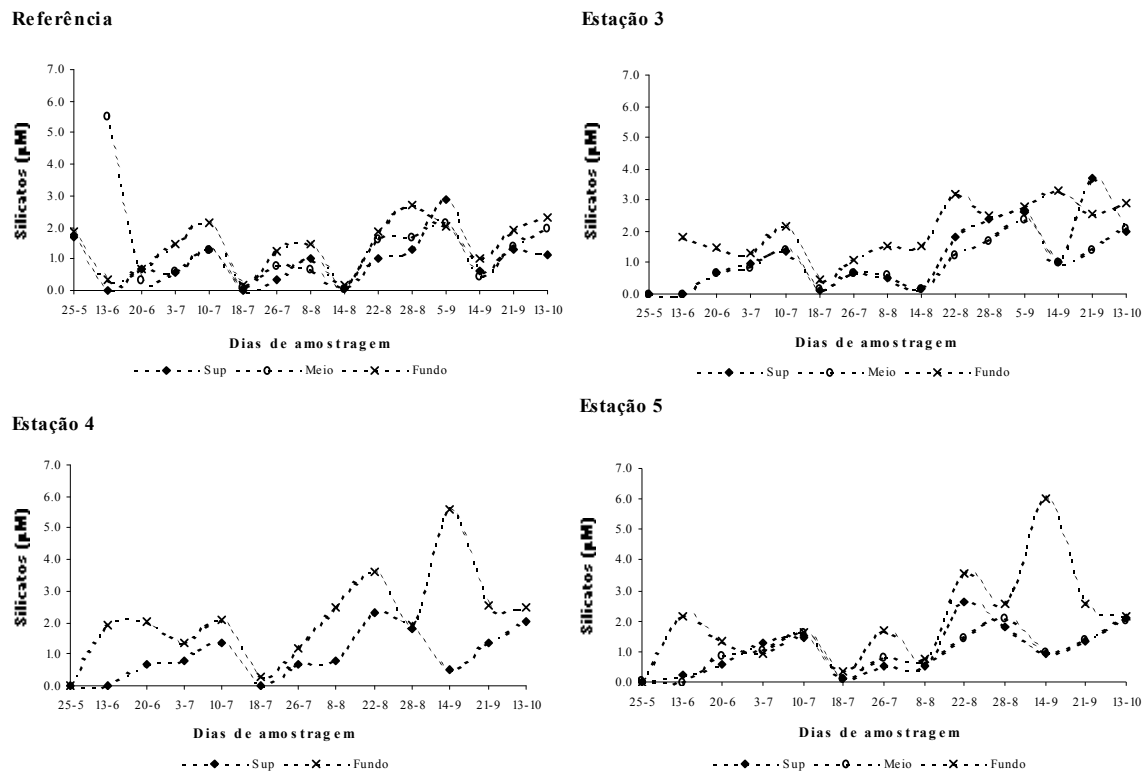 Referência
Silicatos (µM)
7.0
6.0
5.0
4.0
3.0
2.0
1.0
0.0
25-5 13-6 20-6 3-7 10-7 18-7 26-7 8-8 14-8 22-8 28-8 5-9 14-9 21-9 13-10
Dias de amostragem
Sup Meio Fundo
Estação 3
Silicatos (µM)
7.0
6.0
5.0
4.0
3.0
2.0
1.0
0.0
25-5 13-6 20-6 3-7 10-7 18-7 26-7 8-8 14-8 22-8 28-8 5-9 14-9 21-9 13-10
Dias de amostragem
Sup Meio Fundo
Estação 4
Silicatos (µM)
7.0
6.0
5.0
4.0
3.0
2.0
1.0
0.0
25-5 13-6 20-6 3-7 10-7 18-7 26-7 8-8 22-8 28-8 14-9 21-9 13-10
Dias de amostragem
Sup Fundo
Estação 5
Silicatos (µM)
7.0
6.0
5.0
4.0
3.0
2.0
1.0
0.0
25-5 13-6 20-6 3-7 10-7 18-7 26-7 8-8 22-8 28-8 14-9 21-9 13-10
Dias de amostragem
Sup Meio Fundo